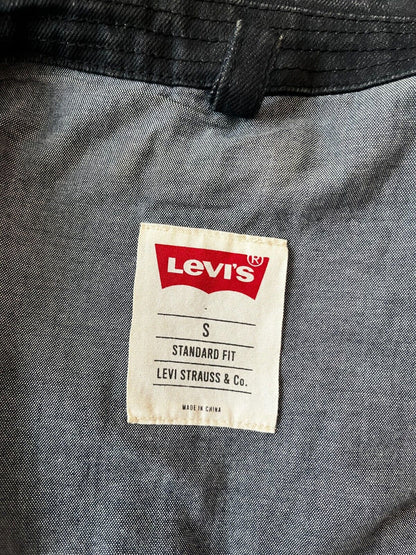 LEVI'S®
S
STANDARD FIT
LEVI STRAUSS & Co.
MADE IN CHINA